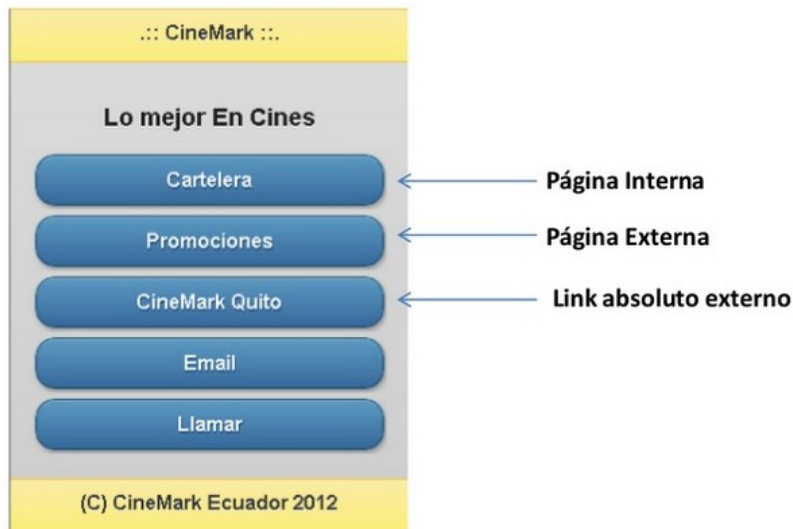 .:: CineMark ::.
Lo mejor En Cines
Cartelera
Página Interna
Promociones
Página Externa
CineMark Quito
Link absoluto externo
Email
Llamar
(C) CineMark Ecuador 2012